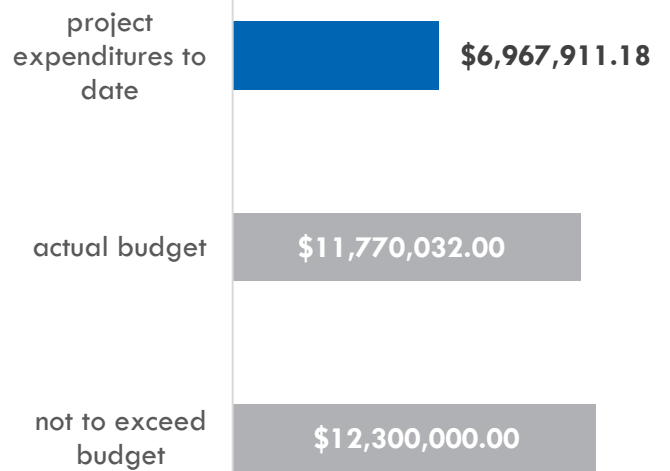 project
expenditures to
date
$6,967,911.18
actual budget
$11,770,032.00
not to exceed
budget
$12,300,000.00